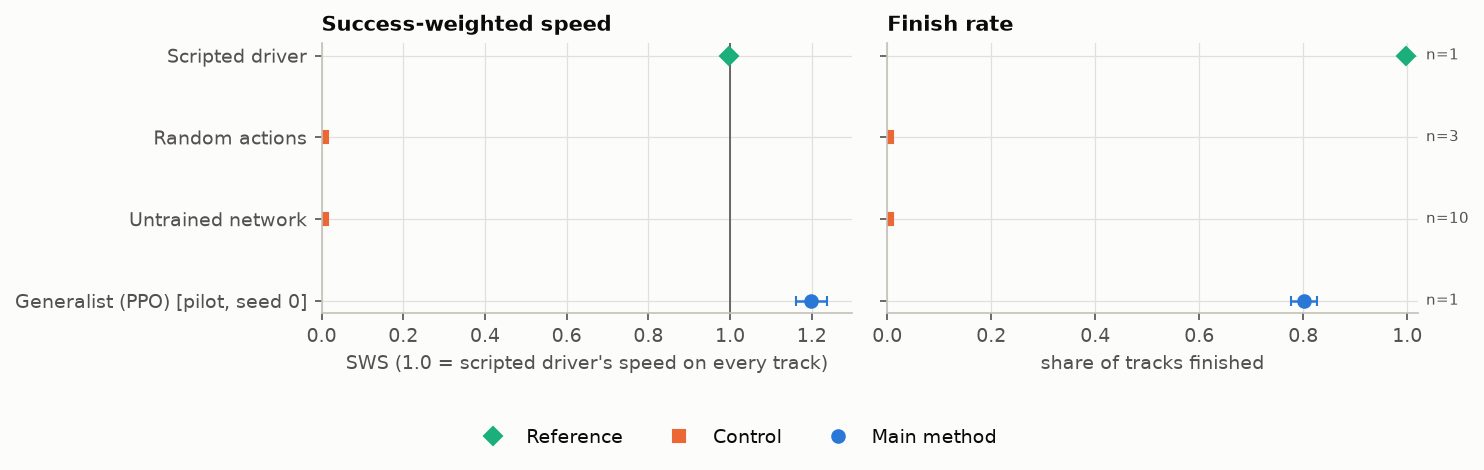 Success-weighted speed
Finish rate
Scripted driver
n=1
Random actions
n=3
Untrained network
n=10
Generalist (PPO) [pilot, seed 0]
n=1
0.0 0.2 0.4 0.6 0.8 1.0 1.2
0.0 0.2 0.4 0.6 0.8 1.0
SWS (1.0 = scripted driver's speed on every track)
share of tracks finished
Reference
Control
Main method